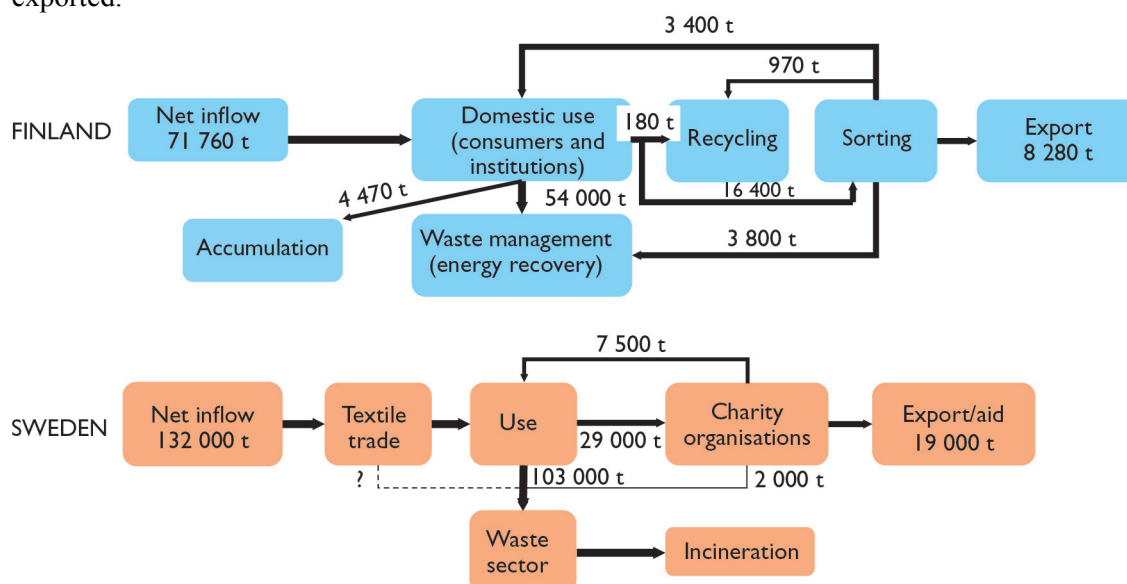 exported.
3 400 t
970 t
FINLAND
Net inflow
71 760 t
Domestic use
(consumers and
institutions)
180 t
Recycling
Sorting
Export
8 280 t
4 470 t
54 000 t
16 400 t
Accumulation
Waste management
(energy recovery)
3 800 t
7 500 t
SWEDEN
Net inflow
132 000 t
Textile
trade
Use
29 000 t
Charity
organisations
Export/aid
19 000 t
?
103 000 t
2 000 t
Waste
sector
Incineration